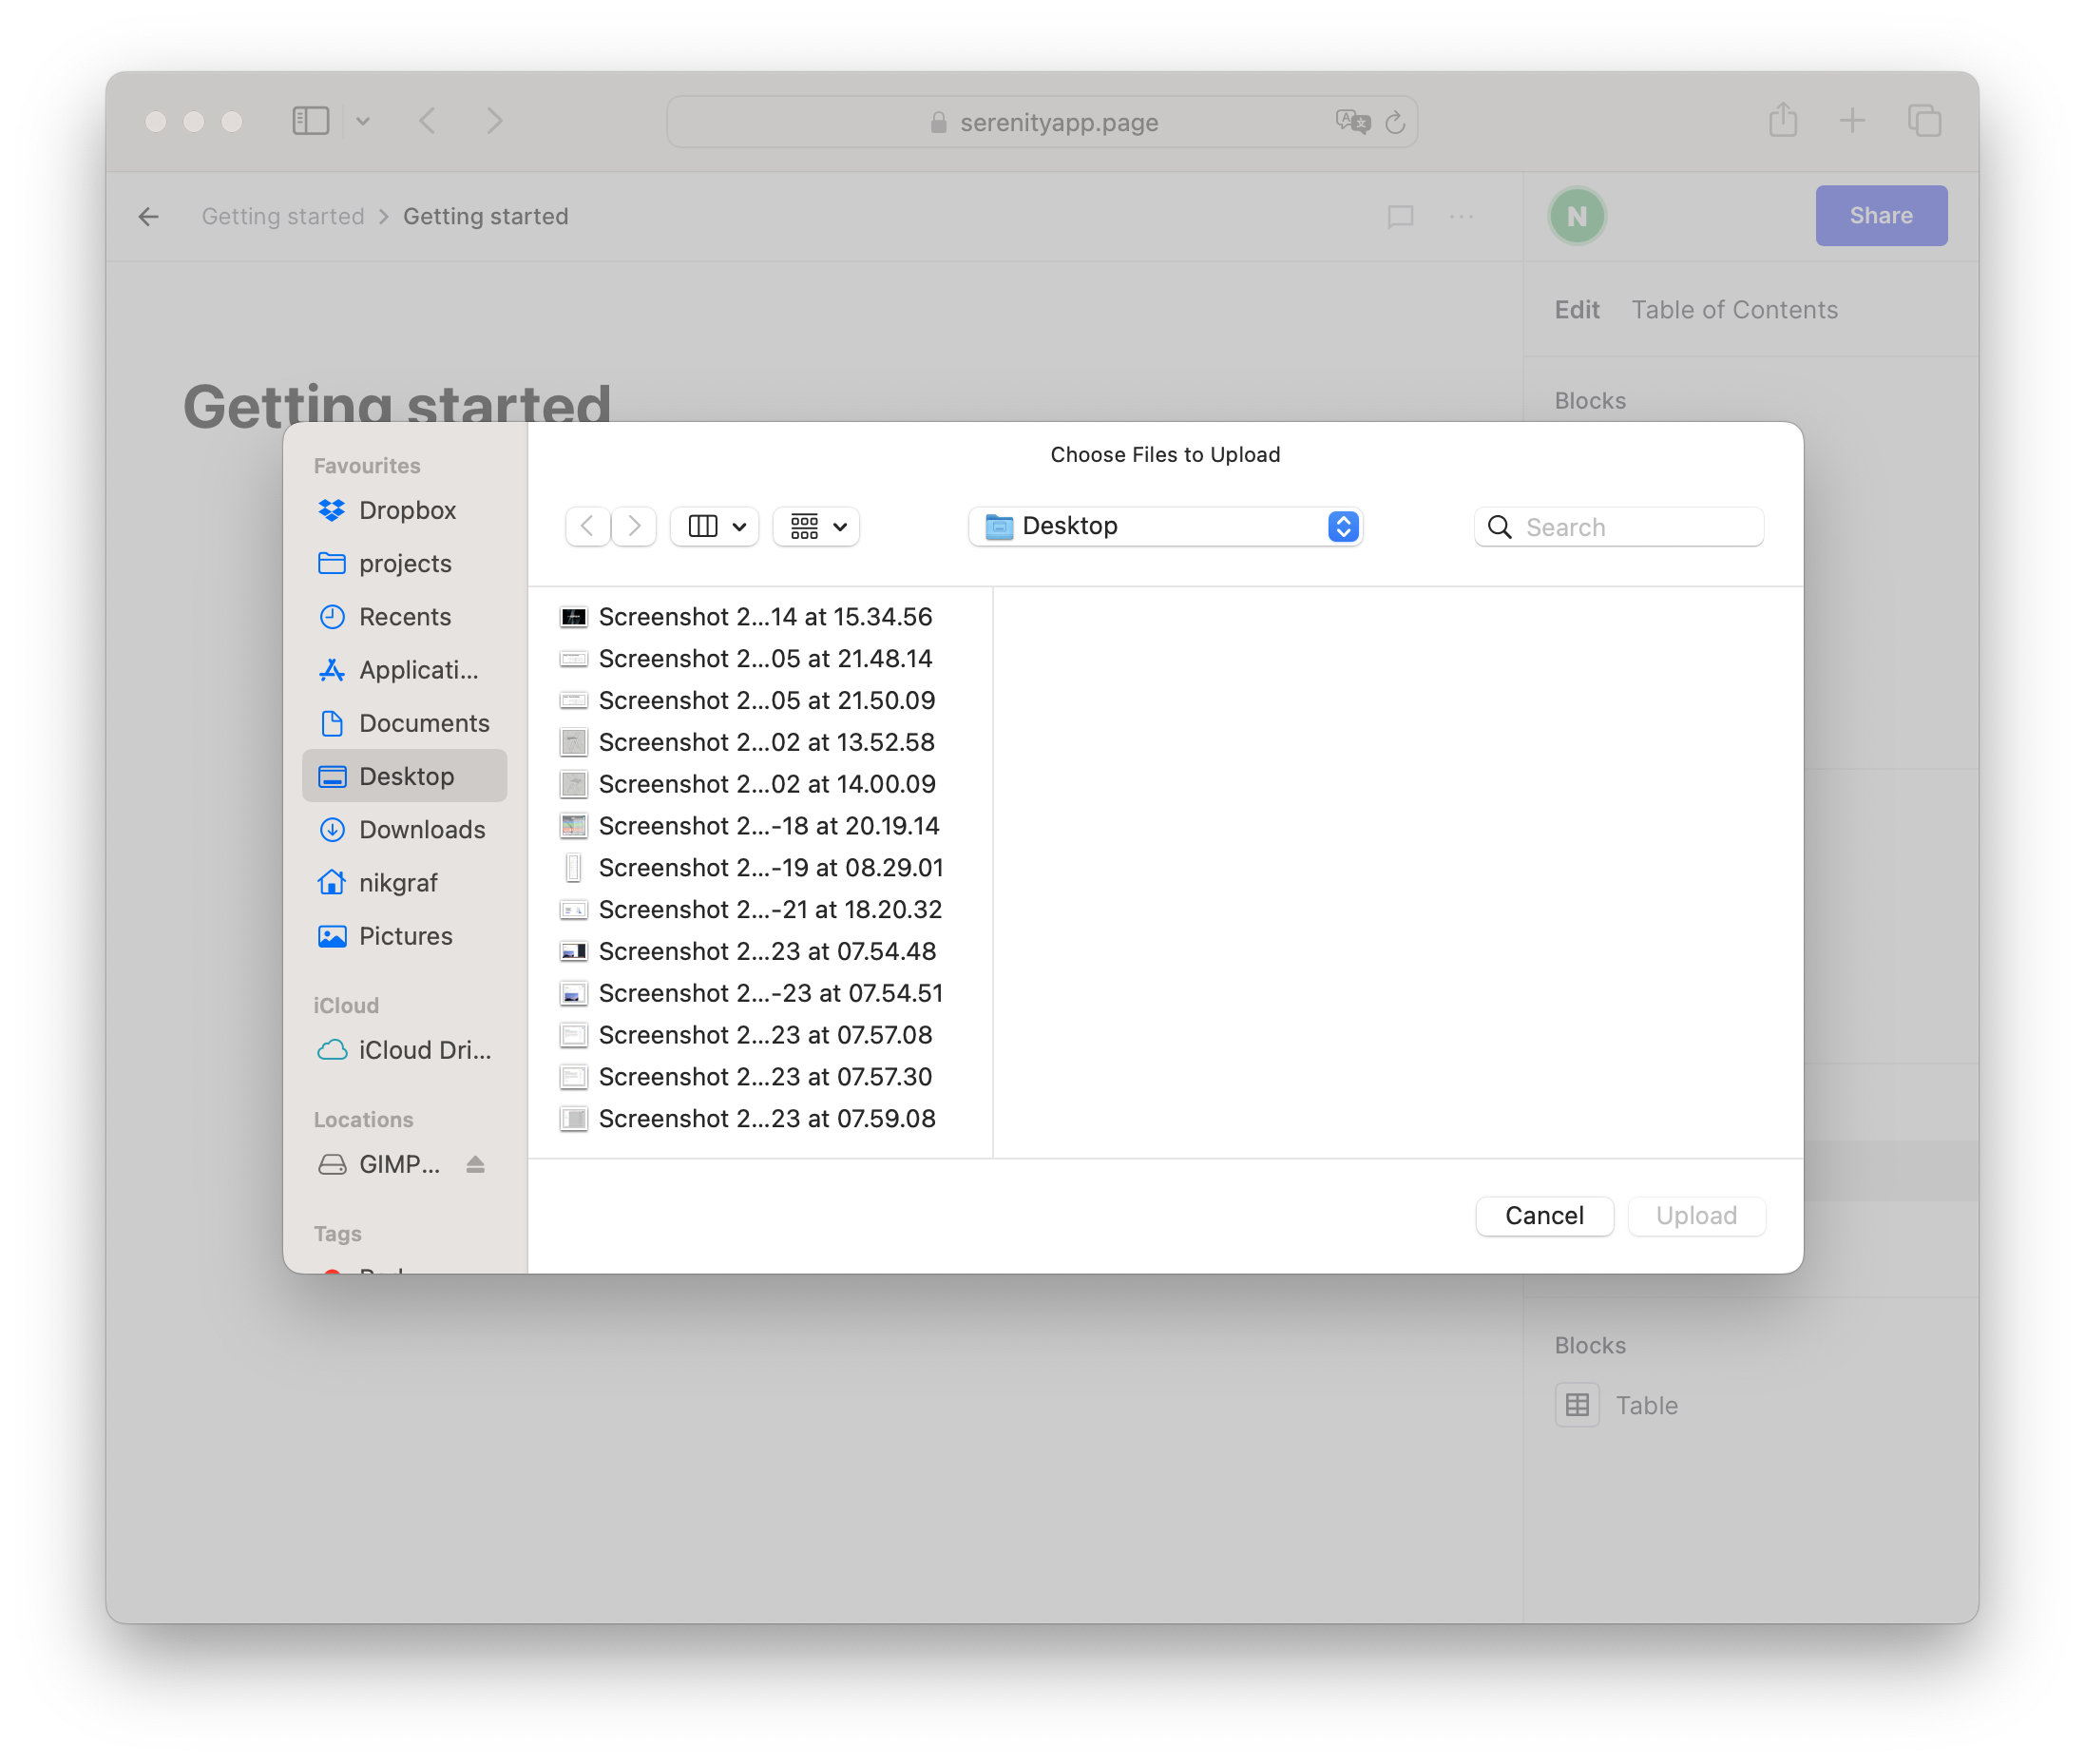 serenityapp.page
Getting started > Getting started
N
Share
Edit Table of Contents
Getting started
Blocks
Choose Files to Upload
Favourites
Dropbox
projects
Recents
Applicati...
Documents
Desktop
Downloads
nikgraf
Pictures
iCloud
iCloud Dri...
Locations
GIMP...
Tags
Desktop
Search
Screenshot 2...14 at 15.34.56
Screenshot 2...05 at 21.48.14
Screenshot 2...05 at 21.50.09
Screenshot 2...02 at 13.52.58
Screenshot 2...02 at 14.00.09
Screenshot 2...-18 at 20.19.14
Screenshot 2...-19 at 08.29.01
Screenshot 2...-21 at 18.20.32
Screenshot 2...23 at 07.54.48
Screenshot 2...-23 at 07.54.51
Screenshot 2...23 at 07.57.08
Screenshot 2...23 at 07.57.30
Screenshot 2...23 at 07.59.08
Cancel Upload
Blocks
Table